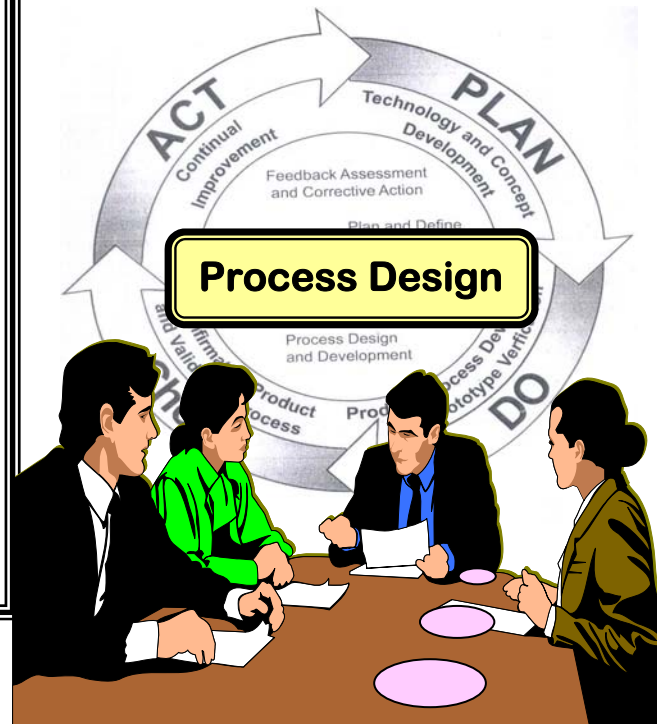 ACT
PLAN
Continual
Improvement
Technology and Concept
Development
Feedback Assessment
and Corrective Action
Plan and Define
Process Design
Process Design
and Development
Product
Process
and
DO